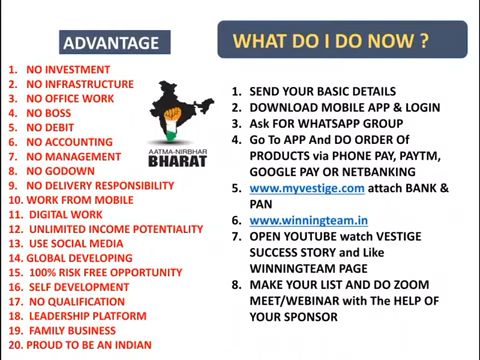 ADVANTAGE
1. NO INVESTMENT
2. NO INFRASTRUCTURE
3. NO OFFICE WORK
4. NO BOSS
5. NO DEBIT
6. NO ACCOUNTING
7. NO MANAGEMENT
8. NO GODOWN
9. NO DELIVERY RESPONSIBILITY
10. WORK FROM MOBILE
11. DIGITAL WORK
12. UNLIMITED INCOME POTENTIALITY
13. USE SOCIAL MEDIA
14. GLOBAL DEVELOPING
15. 100% RISK FREE OPPORTUNITY
16. SELF DEVELOPMENT
17. NO QUALIFICATION
18. LEADERSHIP PLATFORM
19. FAMILY BUSINESS
20. PROUD TO BE AN INDIAN
AATMA-NIRBHAR
BHARAT
WHAT DO I DO NOW ?
1. SEND YOUR BASIC DETAILS
2. DOWNLOAD MOBILE APP & LOGIN
3. Ask FOR WHATSAPP GROUP
4. Go To APP And DO ORDER Of
PRODUCTS via PHONE PAY, PAYTM,
GOOGLE PAY OR NETBANKING
5. www.myvestige.com attach BANK &
PAN
6. www.winningteam.in
7. OPEN YOUTUBE watch VESTIGE
SUCCESS STORY and Like
WINNINGTEAM PAGE
8. MAKE YOUR LIST AND DO ZOOM
MEET/WEBINAR with The HELP OF
YOUR SPONSOR